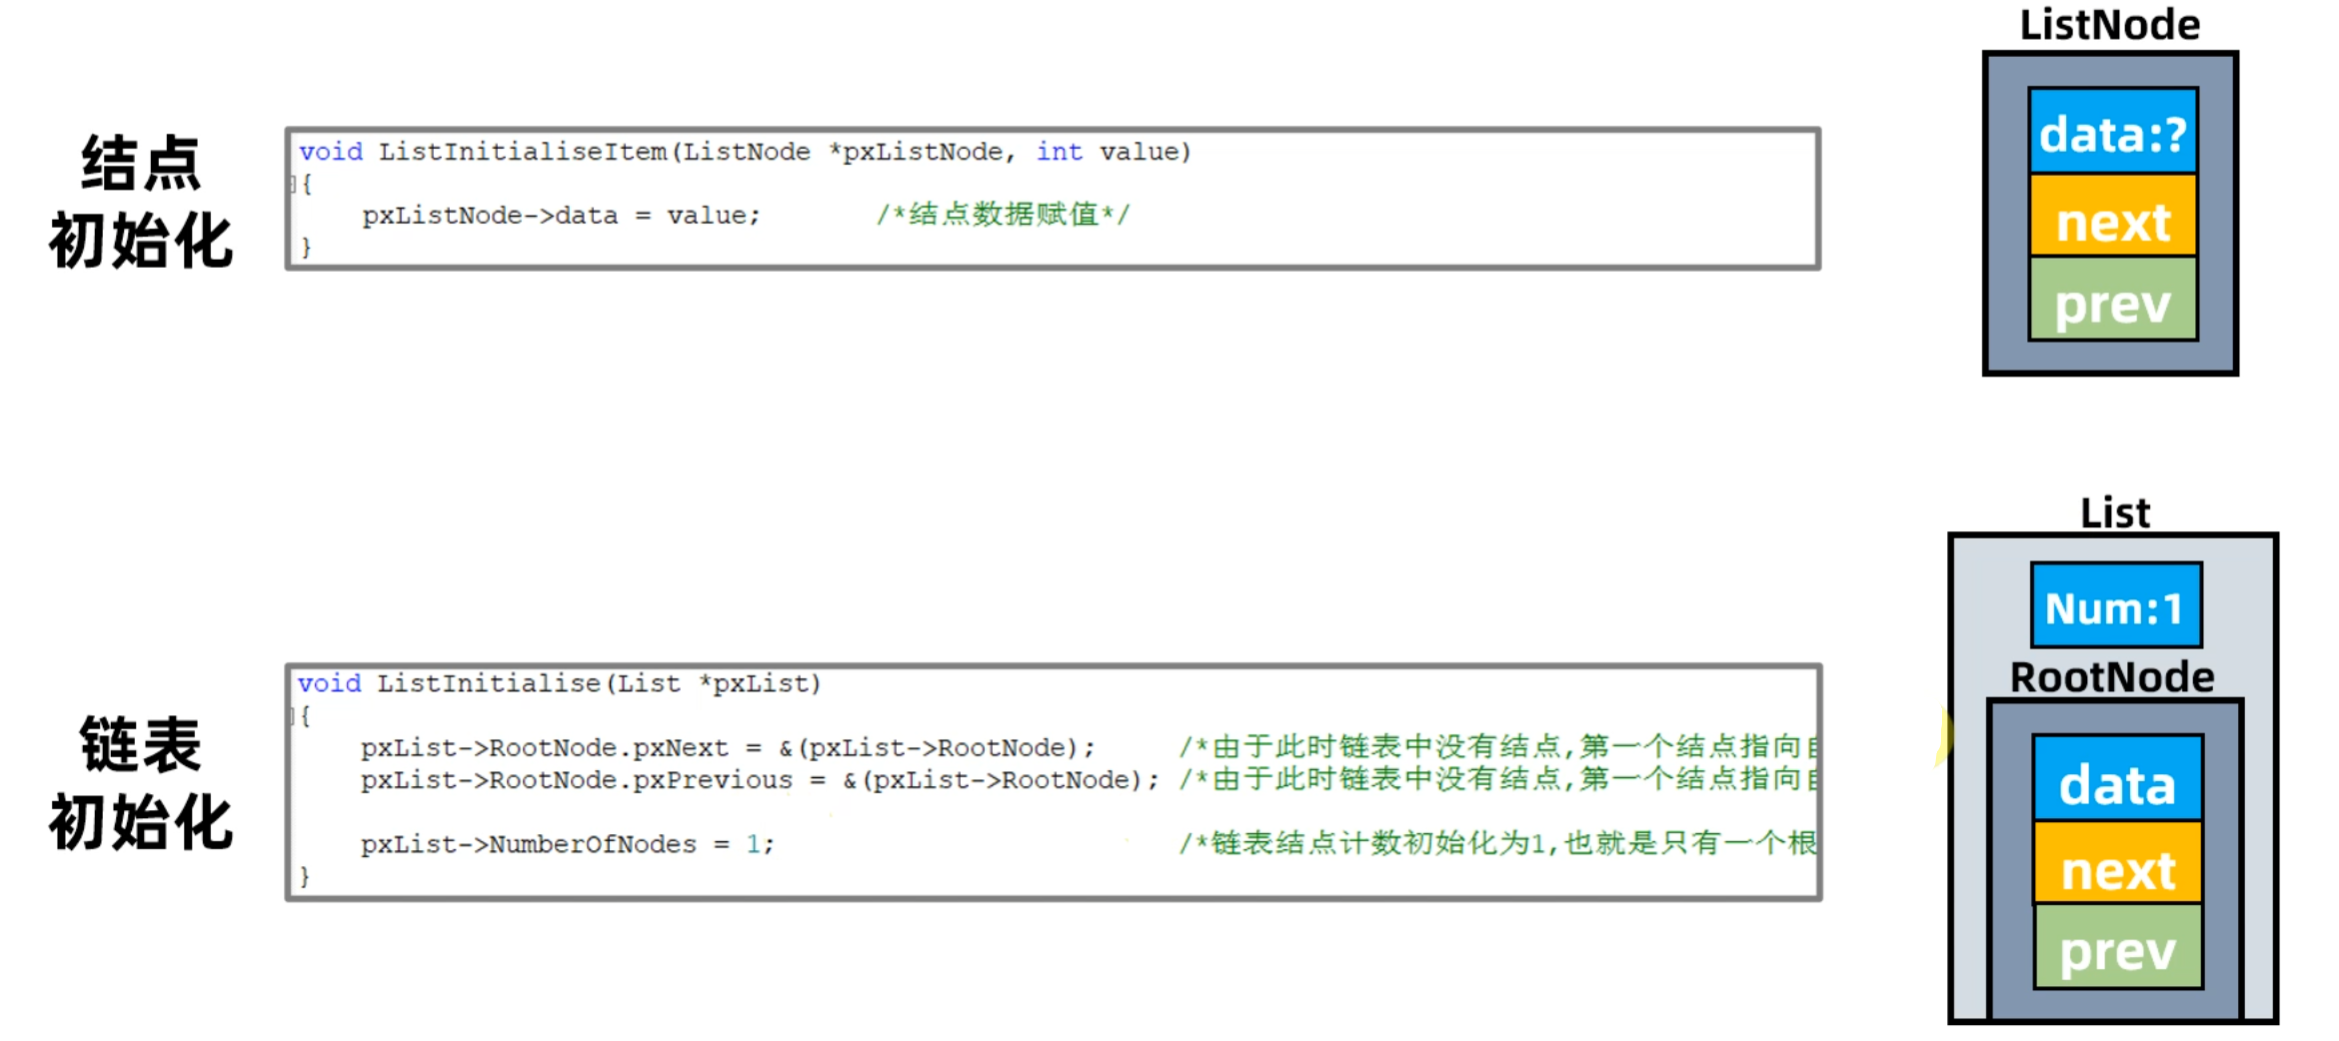 结点
初始化
void ListInitialiseItem(ListNode *pxListNode, int value)
{
pxListNode->data = value; /*结点数据赋值*/
}
ListNode
data:?
next
prev
链表
初始化
void ListInitialise(List *pxList)
{
pxList->RootNode.pxNext = &(pxList->RootNode); /*由于此时链表中没有结点,第一个结点指向
pxList->RootNode.pxPrevious = &(pxList->RootNode); /*由于此时链表中没有结点,第一个结点指向
pxList->NumberOfNodes = 1; /*链表结点计数初始化为1,也就是只有一个根
}
List
Num:1
RootNode
data
next
prev